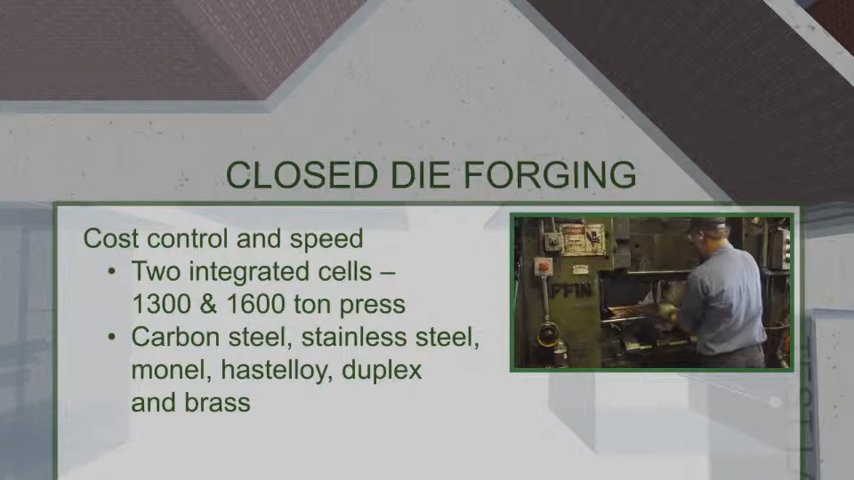 CLOSED DIE FORGING
Cost control and speed
• Two integrated cells –
1300 & 1600 ton press
• Carbon steel, stainless steel,
monel, hastelloy, duplex
and brass